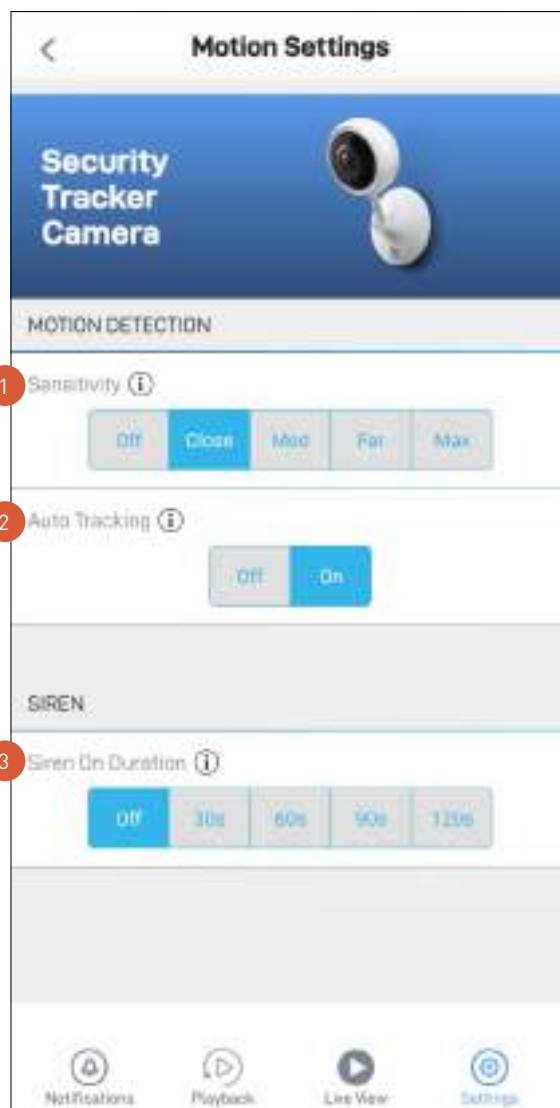 Motion Settings
Security
Tracker
Camera
MOTION DETECTION
1 Sensitivity
Off Close Med Far Max
2 Auto Tracking
Off On
SIREN
3 Siren On Duration
Off 30s 60s 90s 120s
Notifications Playback Live View Settings